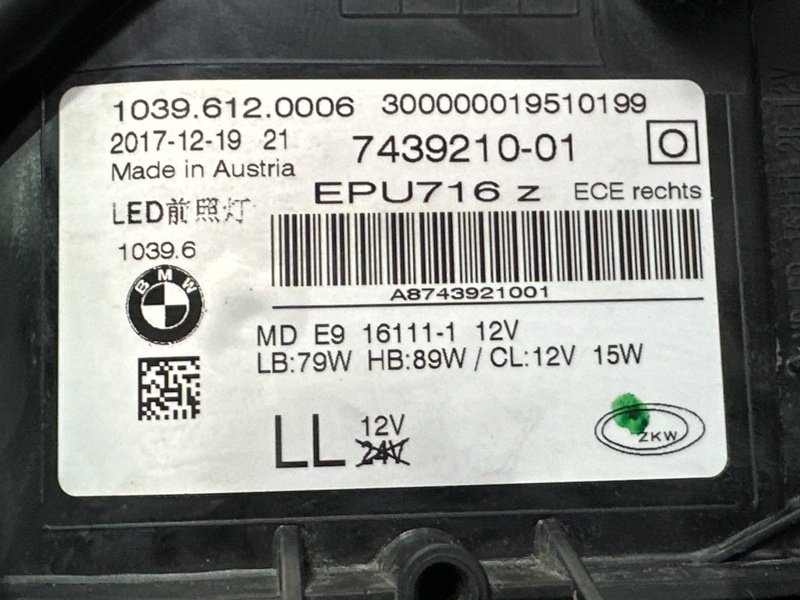 1039.612.0006 300000019510199
2017-12-19 21 7439210-01 O
Made in Austria
EPU716 z ECE rechts
LED前照灯
1039.6
BMW
A8743921001
MD E9 16111-1 12V
LB:79W HB:89W / CL:12V 15W
LL 12V
24V
ZKW